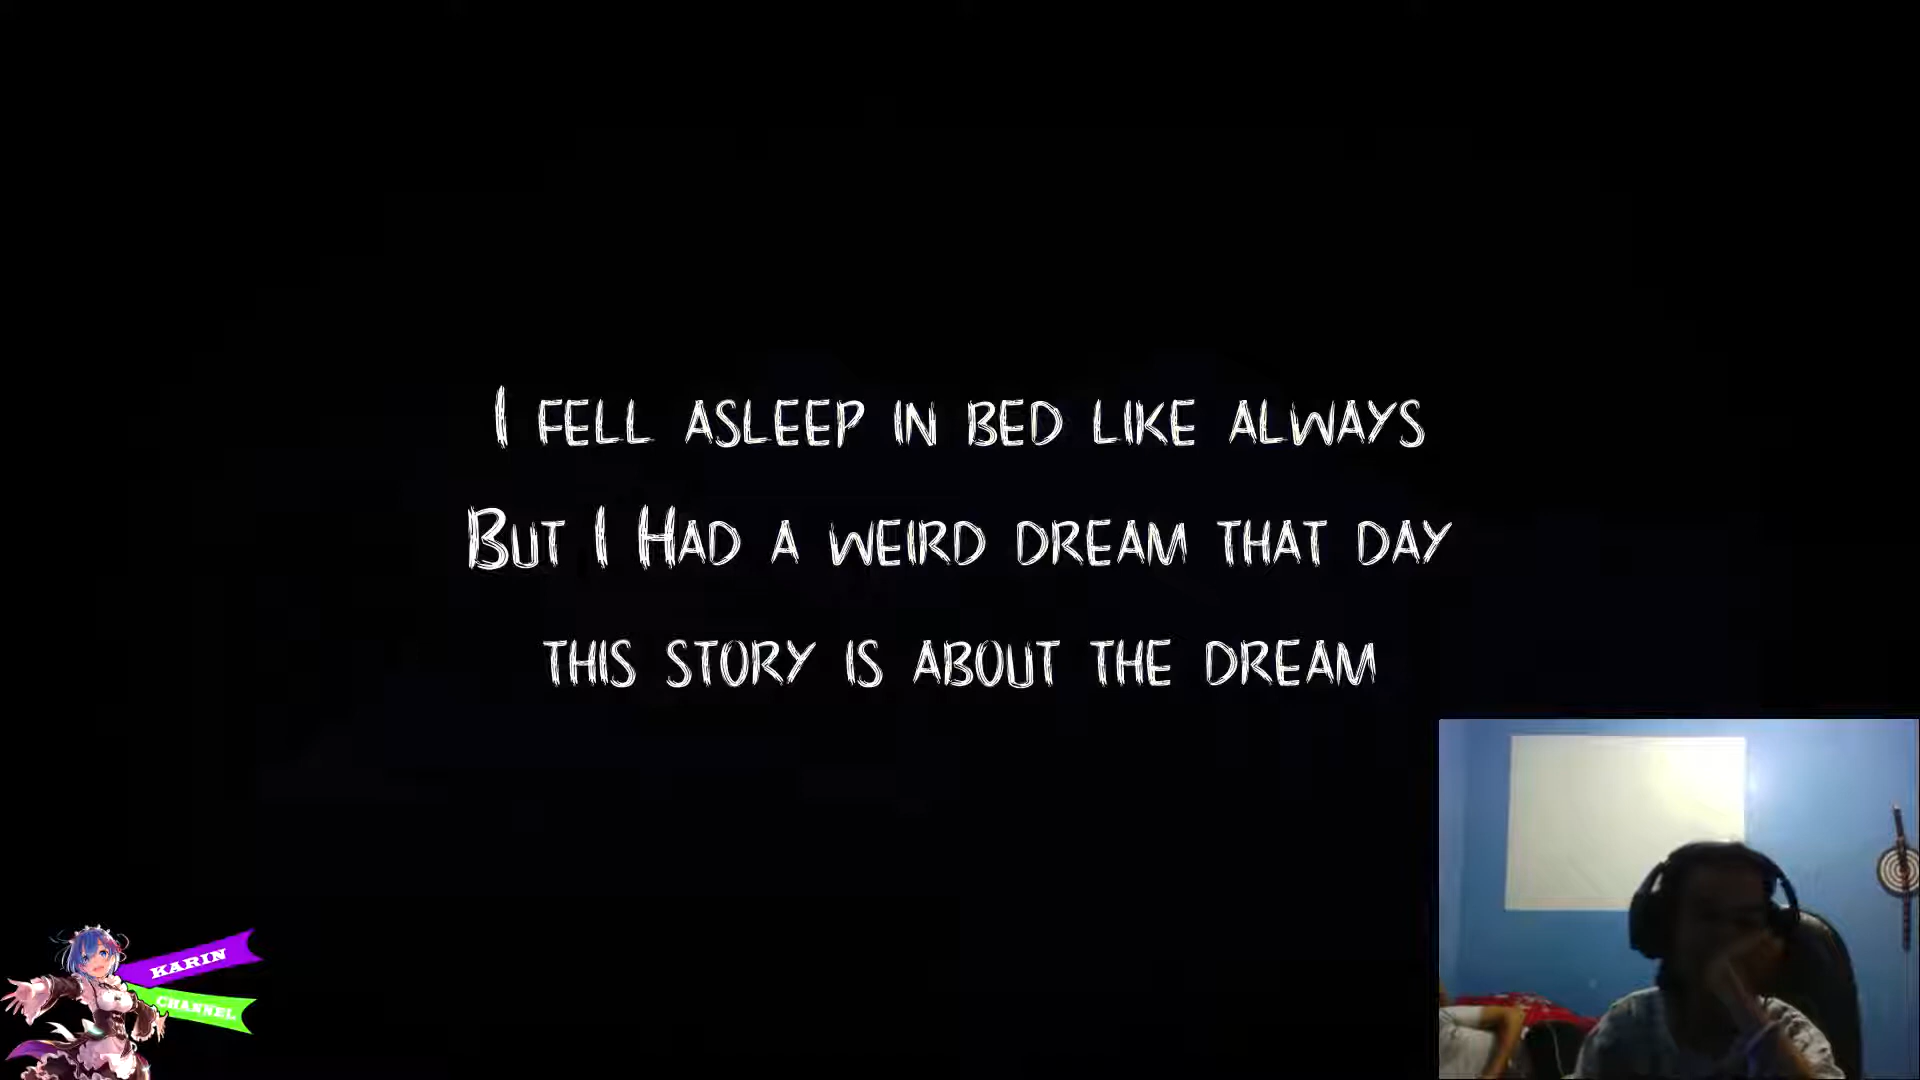 I FELL ASLEEP IN BED LIKE ALWAYS
BUT I HAD A WEIRD DREAM THAT DAY
THIS STORY IS ABOUT THE DREAM
KARIN
CHANNEL